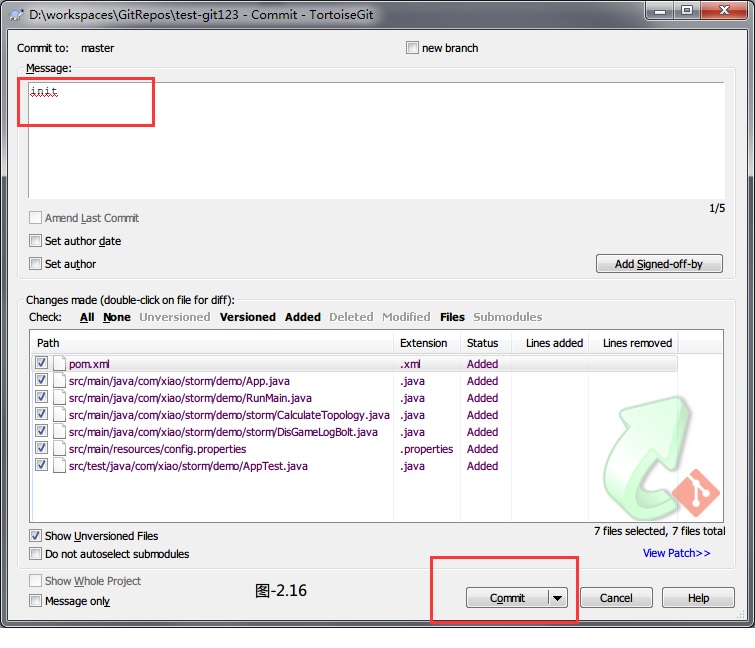 D:\workspaces\GitRepos\test-git123 - Commit - TortoiseGit
Commit to: master new branch
Message:
init
1/5
Amend Last Commit
Set author date
Set author
Add Signed-off-by
Changes made (double-click on file for diff):
Check: All None Unversioned Versioned Added Deleted Modified Files Submodules
Path Extension Status Lines added Lines removed
pom.xml .xml Added
src/main/java/com/xiao/storm/demo/App.java .java Added
src/main/java/com/xiao/storm/demo/RunMain.java .java Added
src/main/java/com/xiao/storm/demo/storm/CalculateTopology.java .java Added
src/main/java/com/xiao/storm/demo/storm/DisGameLogBolt.java .java Added
src/main/resources/config.properties .properties Added
src/test/java/com/xiao/storm/demo/AppTest.java .java Added
Show Unversioned Files
7 files selected, 7 files total
Do not autoselect submodules
View Patch>>
Show Whole Project
Message only
图-2.16
Commit Cancel Help